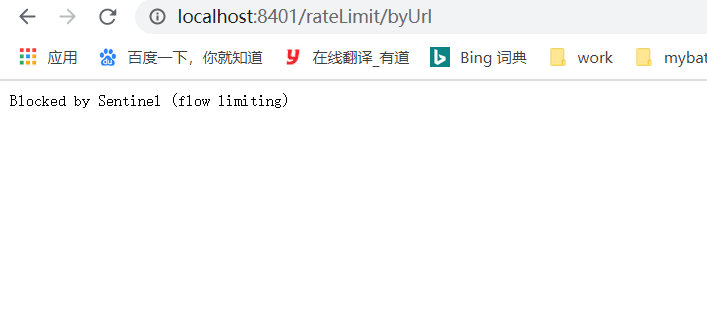 localhost:8401/rateLimit/byUrl
应用 百度一下，你就知道 在线翻译_有道 Bing 词典 work mybat
Blocked by Sentinel (flow limiting)